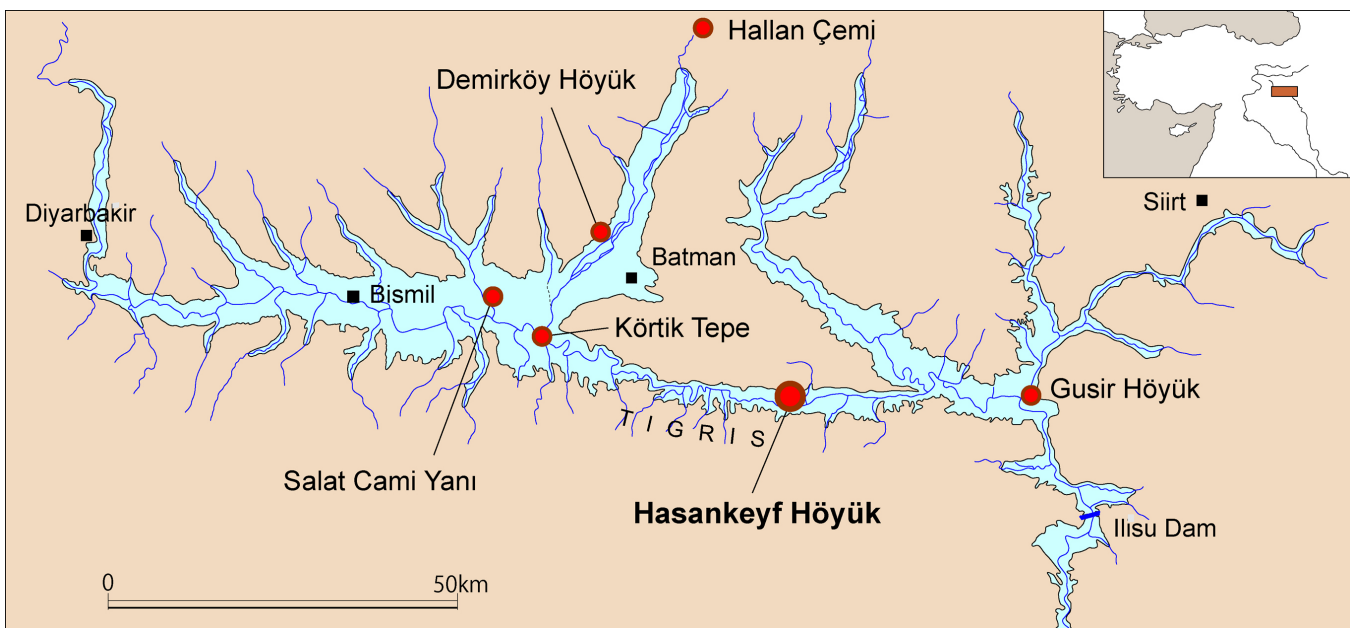 Hallan Çemi
Demirköy Höyük
Siirt
Diyarbakir
Batman
Bismil
Körtik Tepe
Gusir Höyük
TIGRIS
Salat Cami Yanı
Hasankeyf Höyük
Ilısu Dam
0 50km